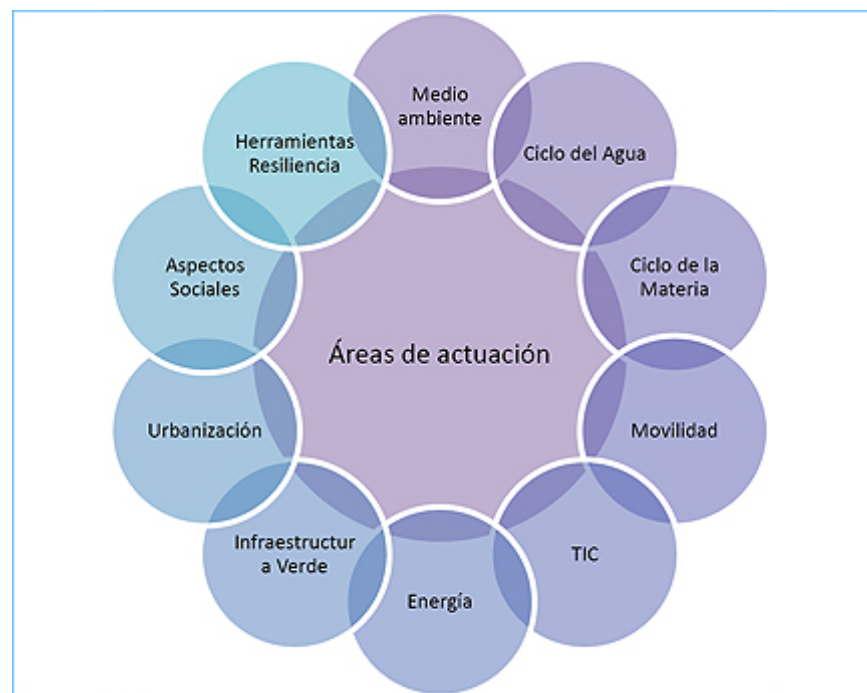 Medio
ambiente
Ciclo del Agua
Ciclo de la
Materia
Movilidad
TIC
Energía
Infraestructur
a Verde
Urbanización
Aspectos
Sociales
Herramientas
Resiliencia
Áreas de actuación